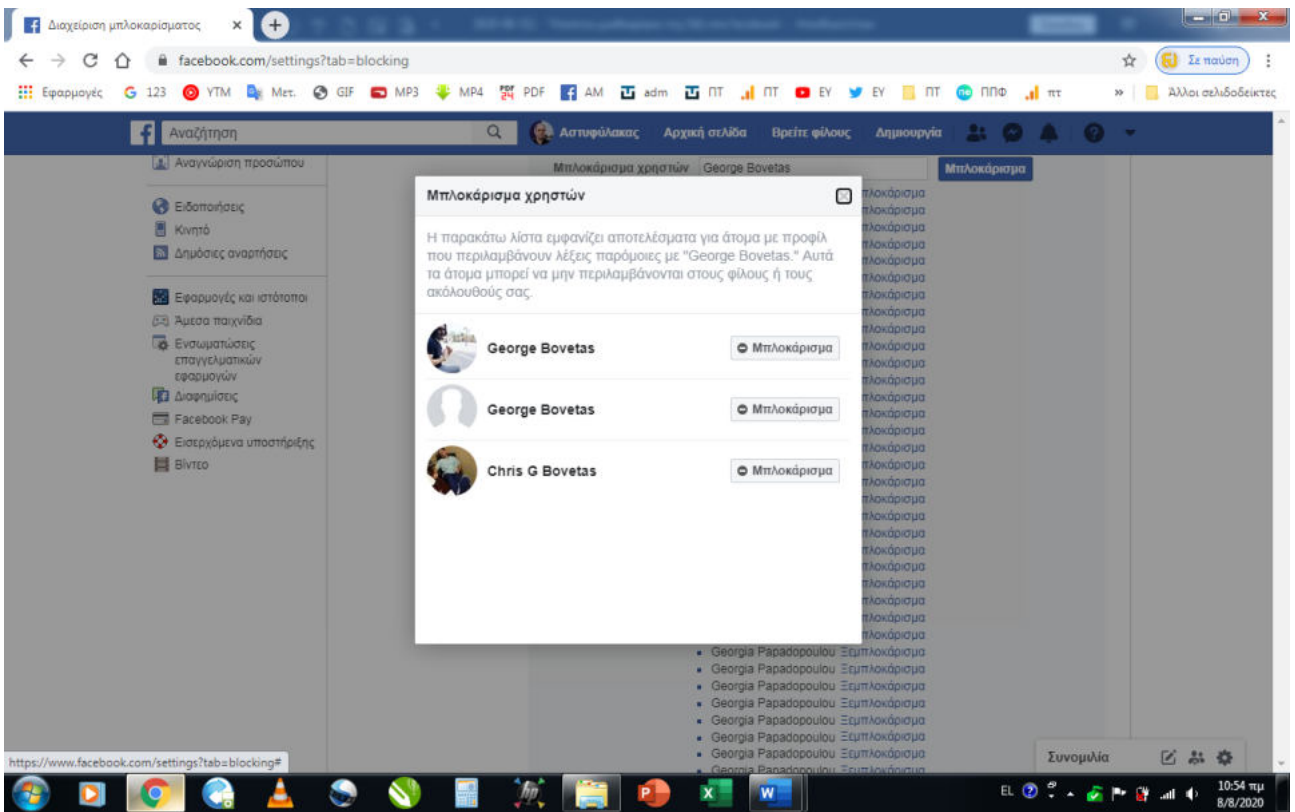 Διαχείριση μπλοκαρίσματος
facebook.com/settings?tab=blocking
Σε παύση
Εφαρμογές 123 YTM Μετ. GIF MP3 MP4 PDF AM adm ΠΤ ΠΤ ΕΥ ΕΥ ΠΤ ΠΠΦ πτ » Άλλοι σελιδοδείκτες
Αναζήτηση Αστυφύλακας Αρχική σελίδα Βρείτε φίλους Δημιουργία
Αναγνώριση προσώπου
Ειδοποιήσεις
Κινητό
Δημόσιες αναρτήσεις
Εφαρμογές και ιστότοποι
Άμεσα παιχνίδια
Ενσωματώσεις
επαγγελματικών
εφαρμογών
Διαφημίσεις
Facebook Pay
Εισερχόμενα υποστήριξης
Βίντεο
Μπλοκάρισμα χρηστών George Bovetas Μπλοκάρισμα
Μπλοκάρισμα χρηστών
Η παρακάτω λίστα εμφανίζει αποτελέσματα για άτομα με προφίλ
που περιλαμβάνουν λέξεις παρόμοιες με "George Bovetas." Αυτά
τα άτομα μπορεί να μην περιλαμβάνονται στους φίλους ή τους
ακόλουθούς σας.
George Bovetas Μπλοκάρισμα
George Bovetas Μπλοκάρισμα
Chris G Bovetas Μπλοκάρισμα
Georgia Papadopoulou Ξεμπλοκάρισμα
Georgia Papadopoulou Ξεμπλοκάρισμα
Georgia Papadopoulou Ξεμπλοκάρισμα
Georgia Papadopoulou Ξεμπλοκάρισμα
Georgia Papadopoulou Ξεμπλοκάρισμα
Georgia Papadopoulou Ξεμπλοκάρισμα
Georgia Papadopoulou Ξεμπλοκάρισμα
Georgia Papadopoulou Ξεμπλοκάρισμα
Συνομιλία
https://www.facebook.com/settings?tab=blocking#
EL
10:54 πμ
8/8/2020